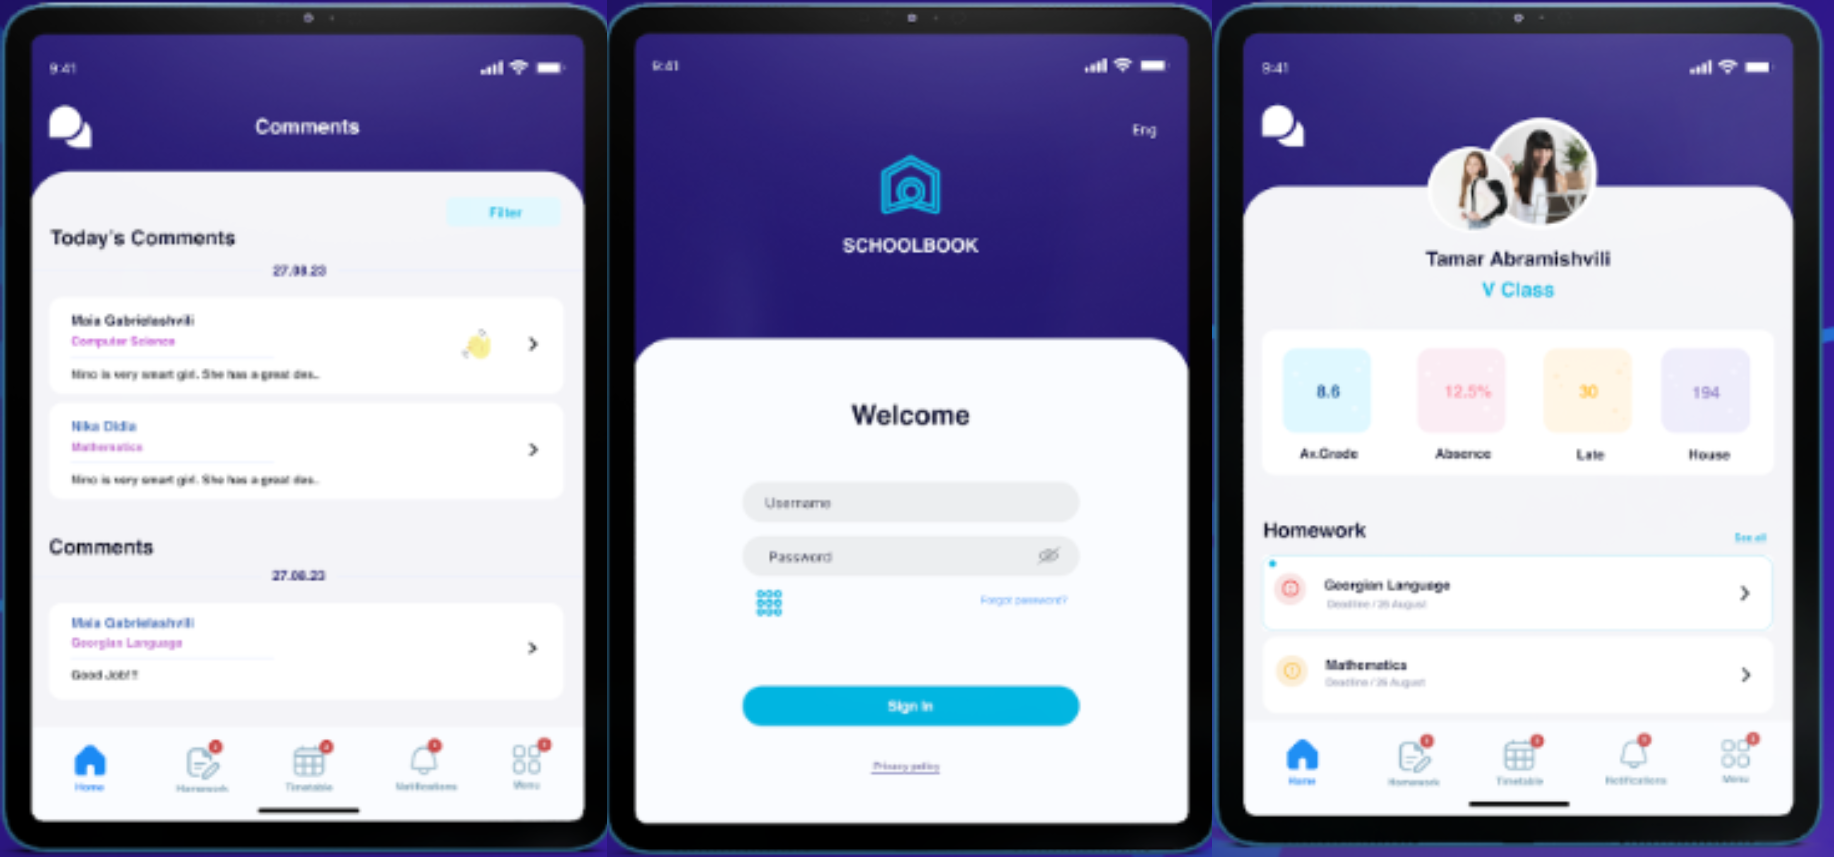 9:41
Comments
Filter
Today's Comments
27.08.23
Maia Gabrielashvili
Computer Science
Nino is very smart girl. She has a great des..
Nika Didia
Mathematics
Nino is very smart girl. She has a great des..
Comments
27.08.23
Maia Gabrielashvili
Georgian Language
Good Job!!
Home
Homework
Timetable
Notifications
Menu
9:41
Eng
SCHOOLBOOK
Welcome
Username
Password
Forgot password?
Sign In
Privacy policy
9:41
Tamar Abramishvili
V Class
8.6
12.5%
30
194
Av.Grade
Absence
Late
House
Homework
See all
Georgian Language
Deadline / 26 August
Mathematics
Deadline / 26 August
Home
Homework
Timetable
Notifications
Menu